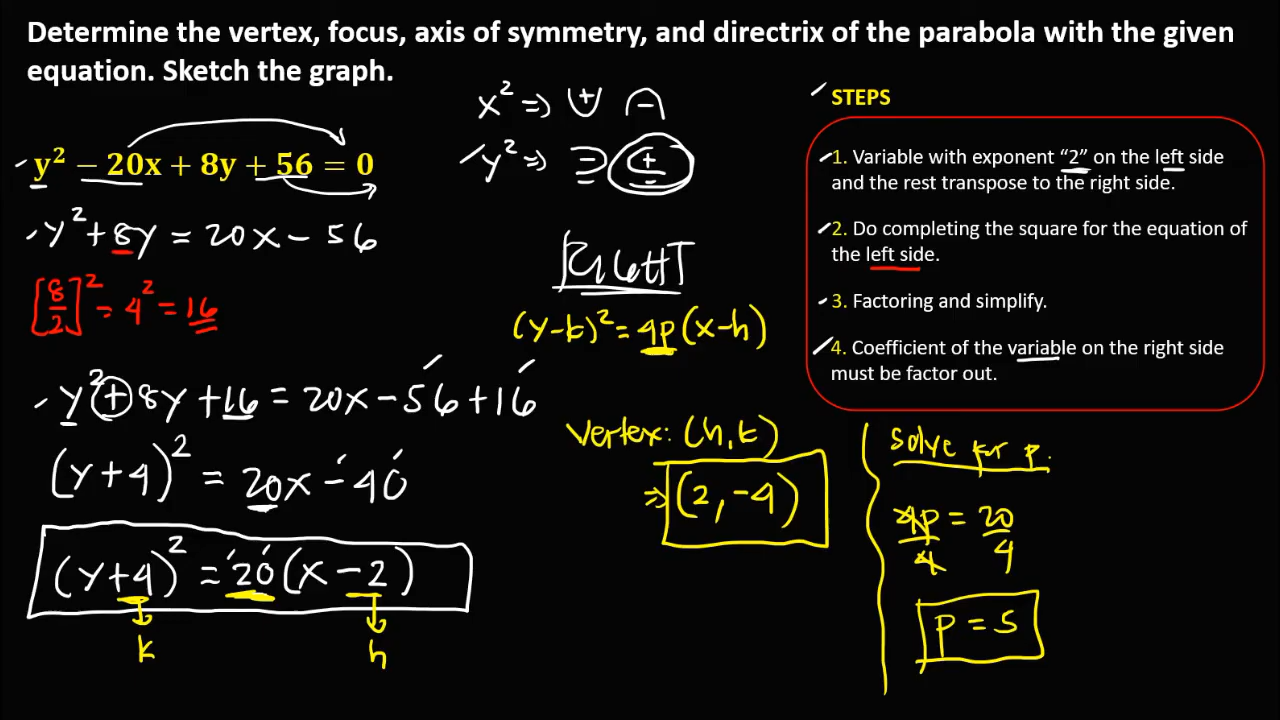 Determine the vertex, focus, axis of symmetry, and directrix of the parabola with the given
equation. Sketch the graph.
y² − 20x + 8y + 56 = 0
y² + 8y = 20x − 56
[8/2]² = 4² = 16
y² + 8y + 16 = 20x − 56 + 16
(y + 4)² = 20x − 40
(y + 4)² = 20(x − 2)
k h
x² ⇒ + −
y² ⇒ − +
RIGHT
(y−k)² = 4p(x−h)
Vertex: (h,k)
⇒ (2, −4)
STEPS
1. Variable with exponent “2” on the left side
and the rest transpose to the right side.
2. Do completing the square for the equation of
the left side.
3. Factoring and simplify.
4. Coefficient of the variable on the right side
must be factor out.
Solve for p.
4p/4 = 20/4
p = 5